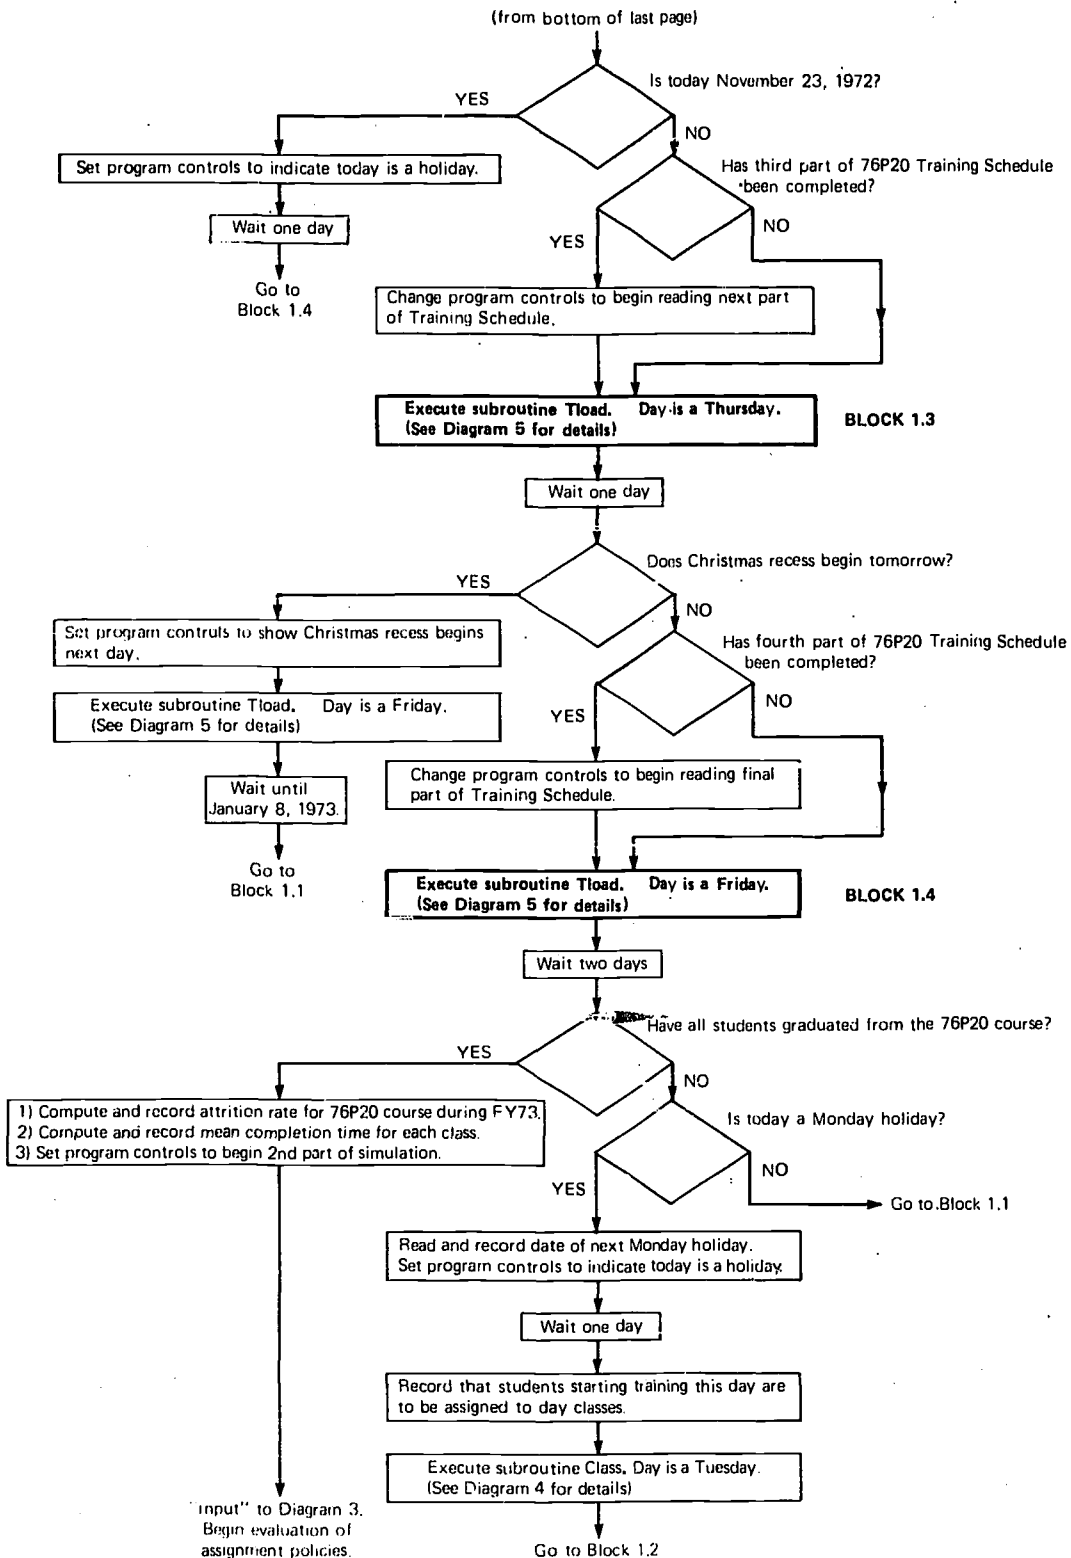 (from bottom of last page)
Is today November 23, 1972?
YES
NO
Set program controls to indicate today is a holiday.
Has third part of 76P20 Training Schedule
been completed?
Wait one day
YES
NO
Go to
Block 1.4
Change program controls to begin reading next part
of Training Schedule.
Execute subroutine Tload. Day is a Thursday.
(See Diagram 5 for details)
BLOCK 1.3
Wait one day
Does Christmas recess begin tomorrow?
YES
NO
Set program controls to show Christmas recess begins
next day.
Has fourth part of 76P20 Training Schedule
been completed?
Execute subroutine Tload. Day is a Friday.
(See Diagram 5 for details)
YES
NO
Wait until
January 8, 1973.
Change program controls to begin reading final
part of Training Schedule.
Go to
Block 1.1
Execute subroutine Tload. Day is a Friday.
(See Diagram 5 for details)
BLOCK 1.4
Wait two days
Have all students graduated from the 76P20 course?
YES
NO
1) Compute and record attrition rate for 76P20 course during FY73.
2) Compute and record mean completion time for each class.
3) Set program controls to begin 2nd part of simulation.
Is today a Monday holiday?
YES
NO
Go to Block 1.1
Read and record date of next Monday holiday.
Set program controls to indicate today is a holiday.
Wait one day
Record that students starting training this day are
to be assigned to day classes.
Execute subroutine Class. Day is a Tuesday.
(See Diagram 4 for details)
"input" to Diagram 3.
Begin evaluation of
assignment policies.
Go to Block 1.2